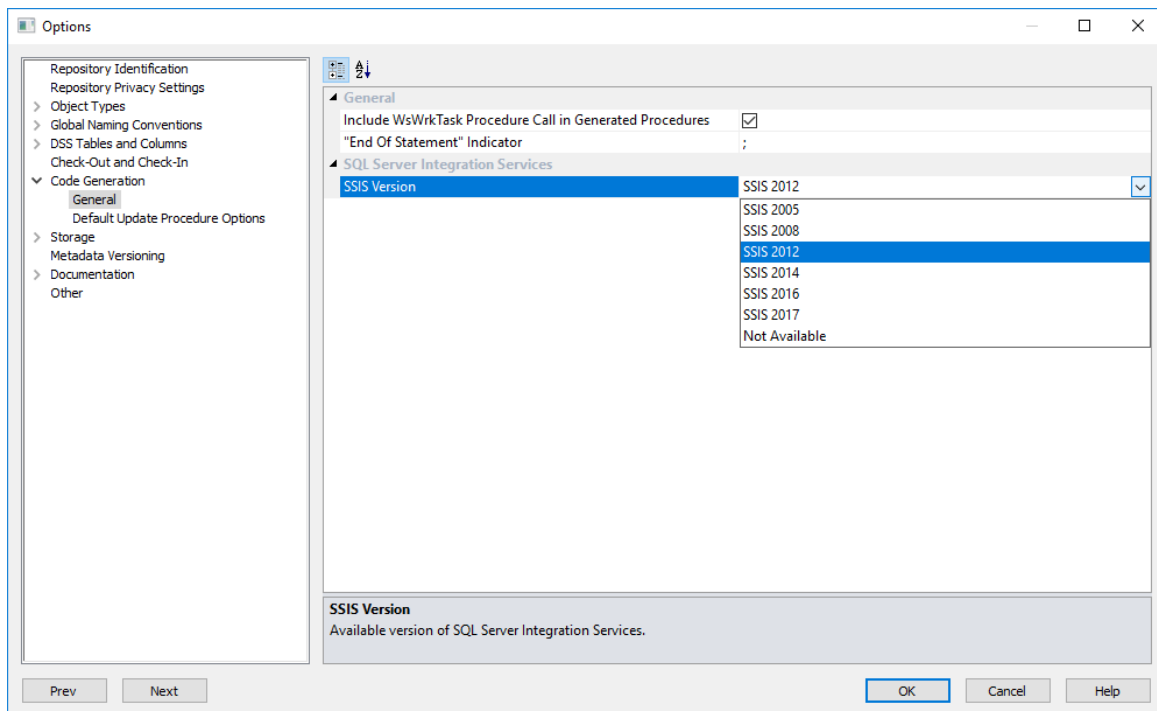 Options
Repository Identification
Repository Privacy Settings
Object Types
Global Naming Conventions
DSS Tables and Columns
Check-Out and Check-In
Code Generation
General
Default Update Procedure Options
Storage
Metadata Versioning
Documentation
Other
General
Include WsWrkTask Procedure Call in Generated Procedures
"End Of Statement" Indicator ;
SQL Server Integration Services
SSIS Version SSIS 2012
SSIS 2005
SSIS 2008
SSIS 2012
SSIS 2014
SSIS 2016
SSIS 2017
Not Available
SSIS Version
Available version of SQL Server Integration Services.
Prev Next OK Cancel Help